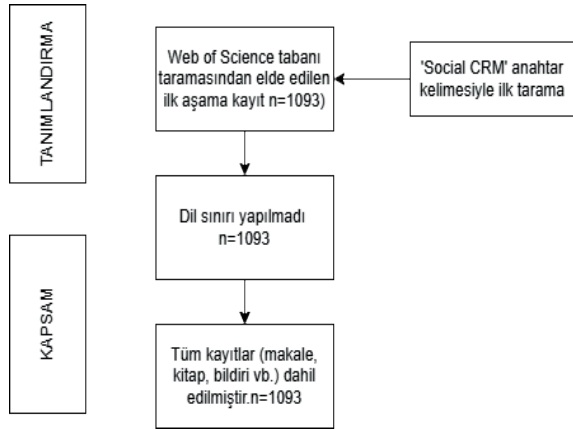 TANIMLANDIRMA
Web of Science tabanı
taramasından elde edilen
ilk aşama kayıt n=1093)
'Social CRM' anahtar
kelimesiyle ilk tarama
Dil sınırı yapılmadı
n=1093
KAPSAM
Tüm kayıtlar (makale,
kitap, bildiri vb.) dahil
edilmiştir.n=1093